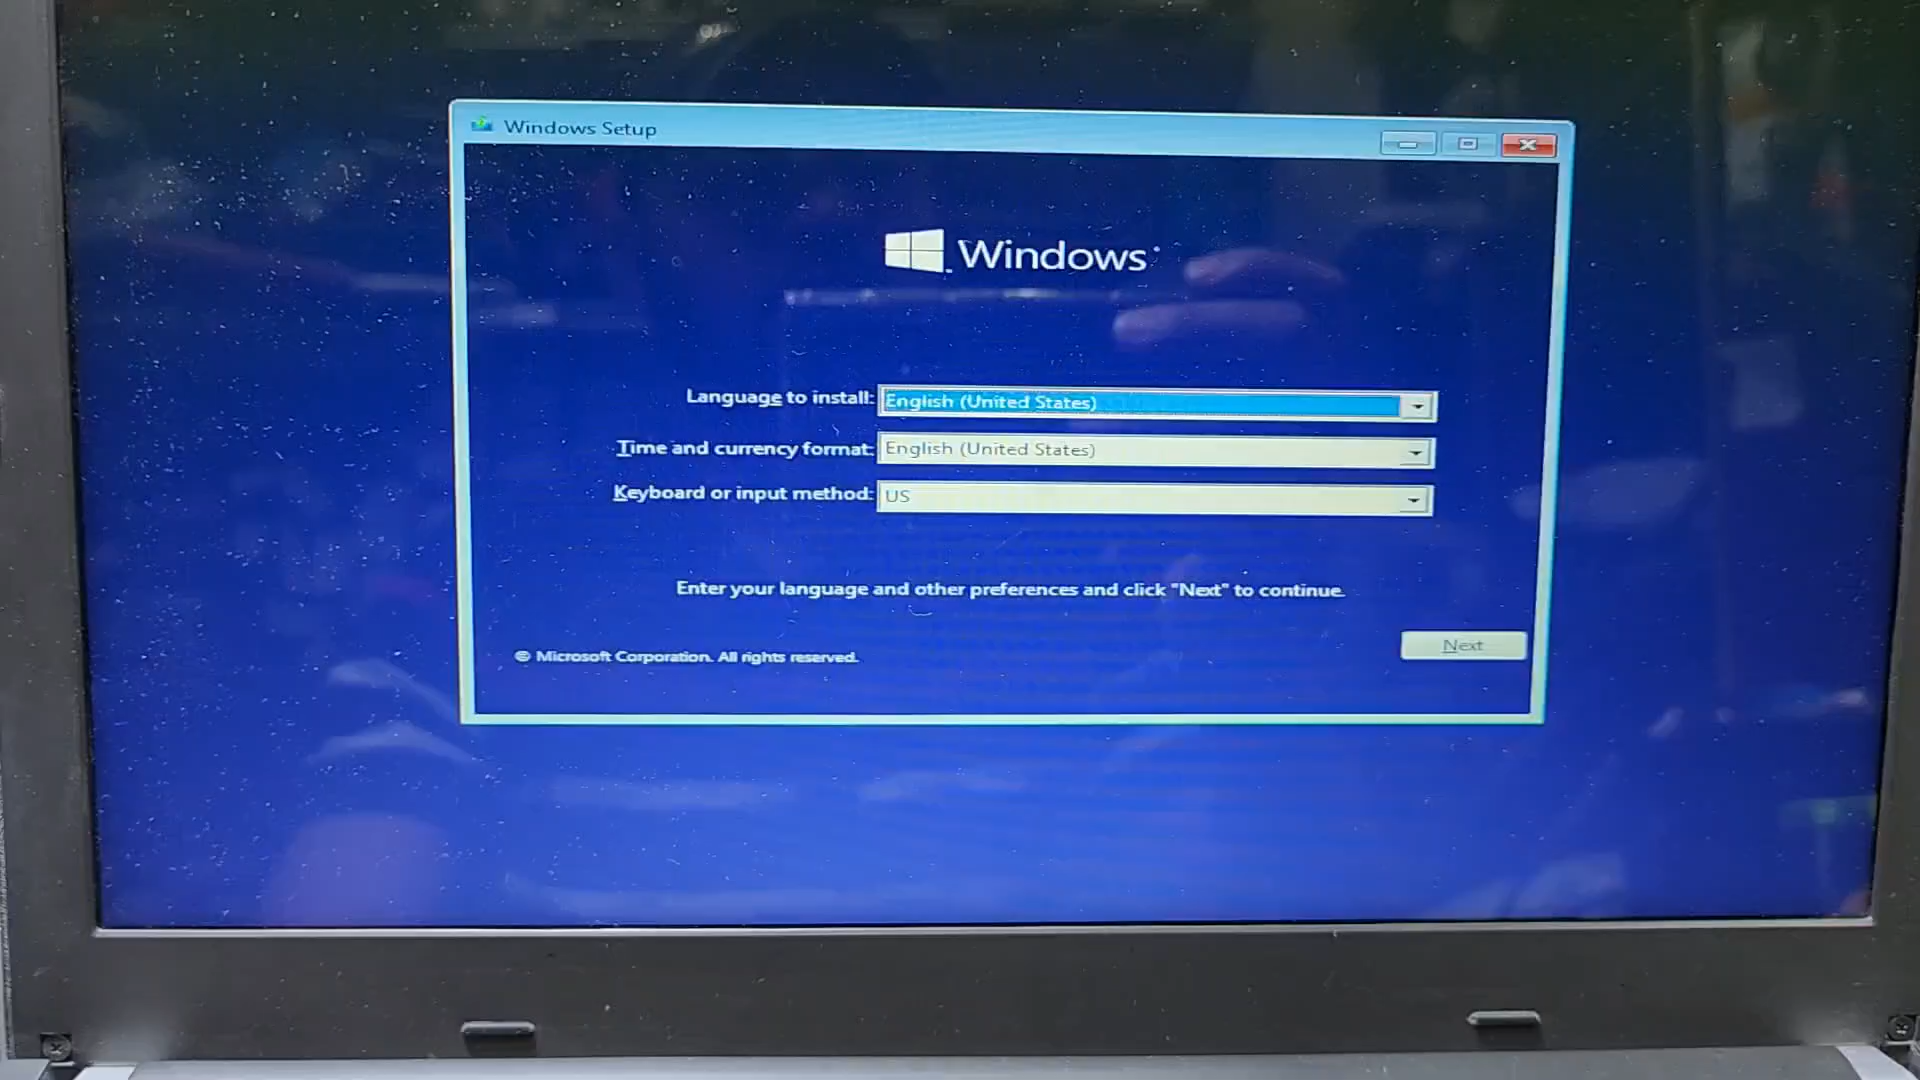 Windows Setup
Windows
Language to install: English (United States)
Time and currency format: English (United States)
Keyboard or input method: US
Enter your language and other preferences and click "Next" to continue.
© Microsoft Corporation. All rights reserved.
Next